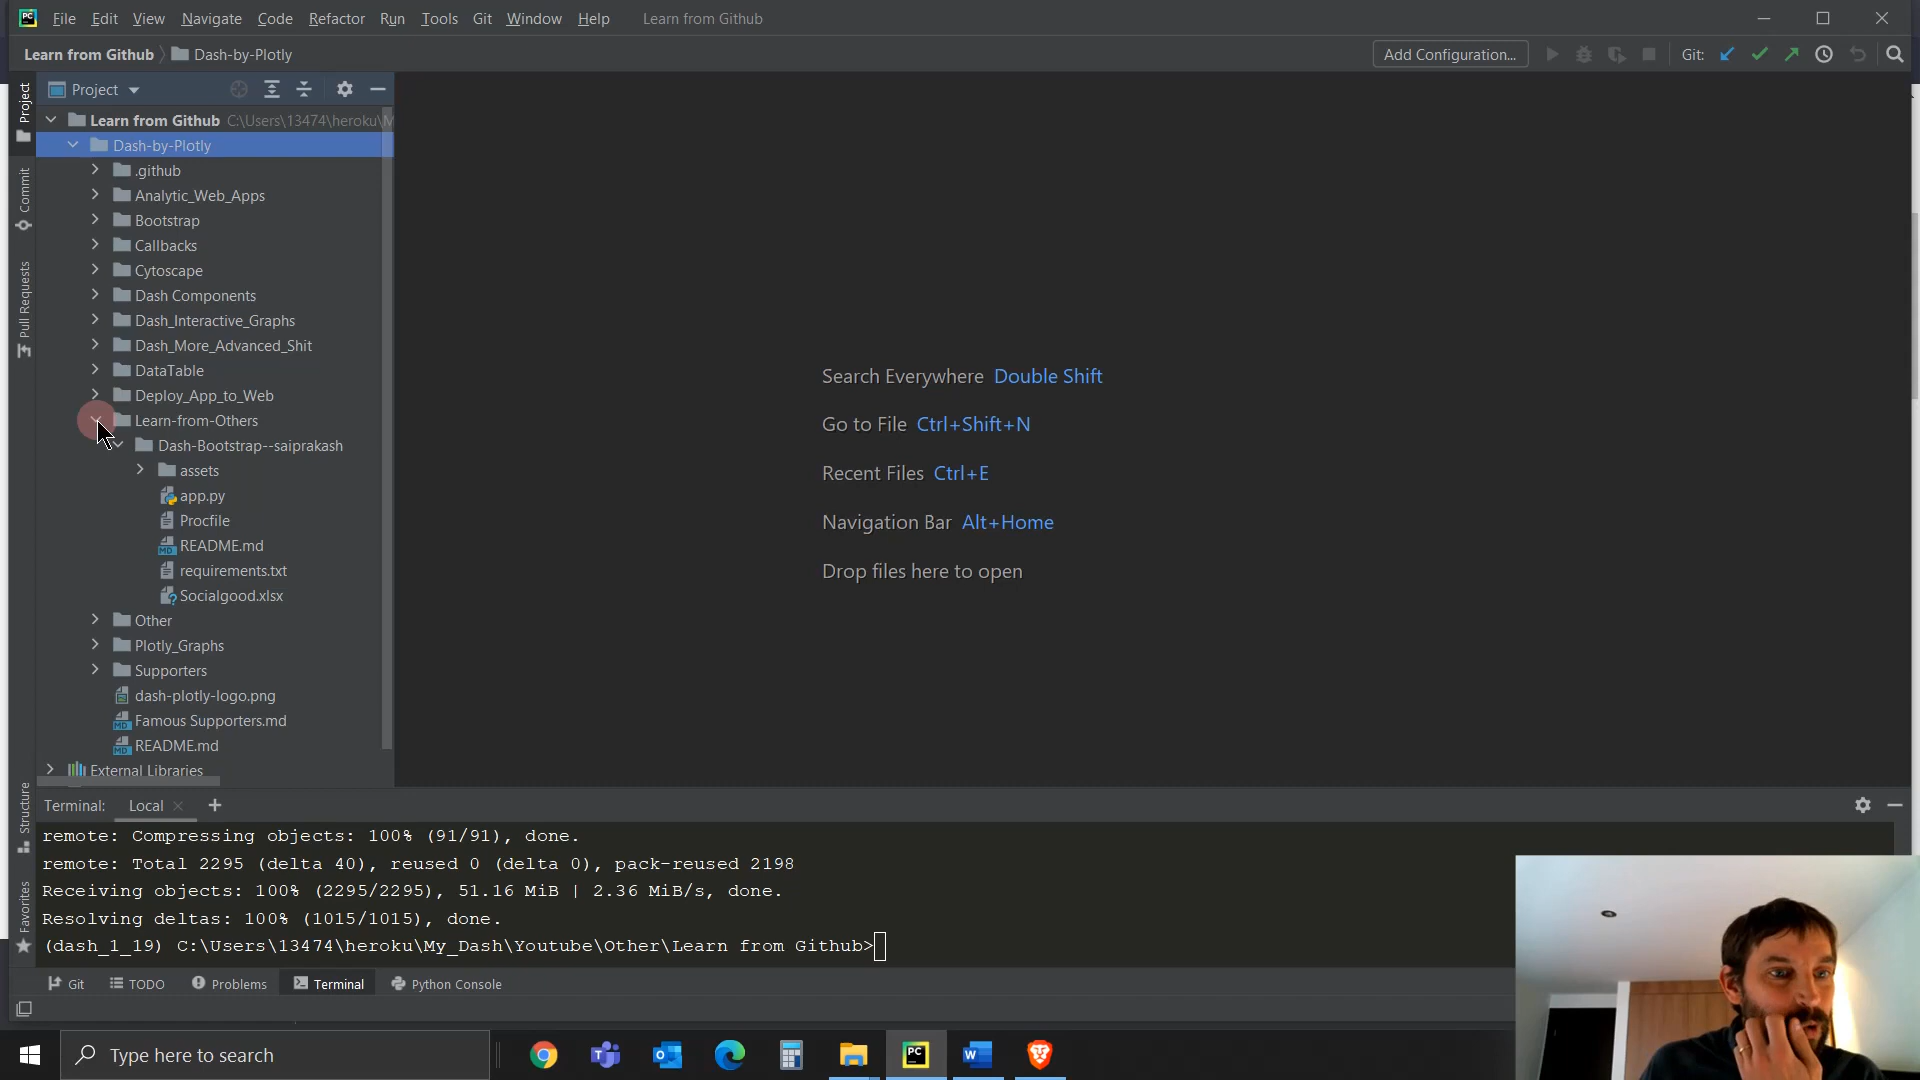 PC File Edit View Navigate Code Refactor Run Tools Git Window Help Learn from Github
Learn from Github Dash-by-Plotly Add Configuration... Git:
Project
Project
Commit
Pull Requests
Structure
Favorites
Learn from Github C:\Users\13474\heroku\M
Dash-by-Plotly
.github
Analytic_Web_Apps
Bootstrap
Callbacks
Cytoscape
Dash Components
Dash_Interactive_Graphs
Dash_More_Advanced_Shit
DataTable
Deploy_App_to_Web
Learn-from-Others
Dash-Bootstrap--saiprakash
assets
app.py
Procfile
README.md
requirements.txt
Socialgood.xlsx
Other
Plotly_Graphs
Supporters
dash-plotly-logo.png
Famous Supporters.md
README.md
External Libraries
Search Everywhere Double Shift
Go to File Ctrl+Shift+N
Recent Files Ctrl+E
Navigation Bar Alt+Home
Drop files here to open
Terminal: Local
remote: Compressing objects: 100% (91/91), done.
remote: Total 2295 (delta 40), reused 0 (delta 0), pack-reused 2198
Receiving objects: 100% (2295/2295), 51.16 MiB | 2.36 MiB/s, done.
Resolving deltas: 100% (1015/1015), done.
(dash_1_19) C:\Users\13474\heroku\My_Dash\Youtube\Other\Learn from Github>
Git TODO Problems Terminal Python Console
Type here to search